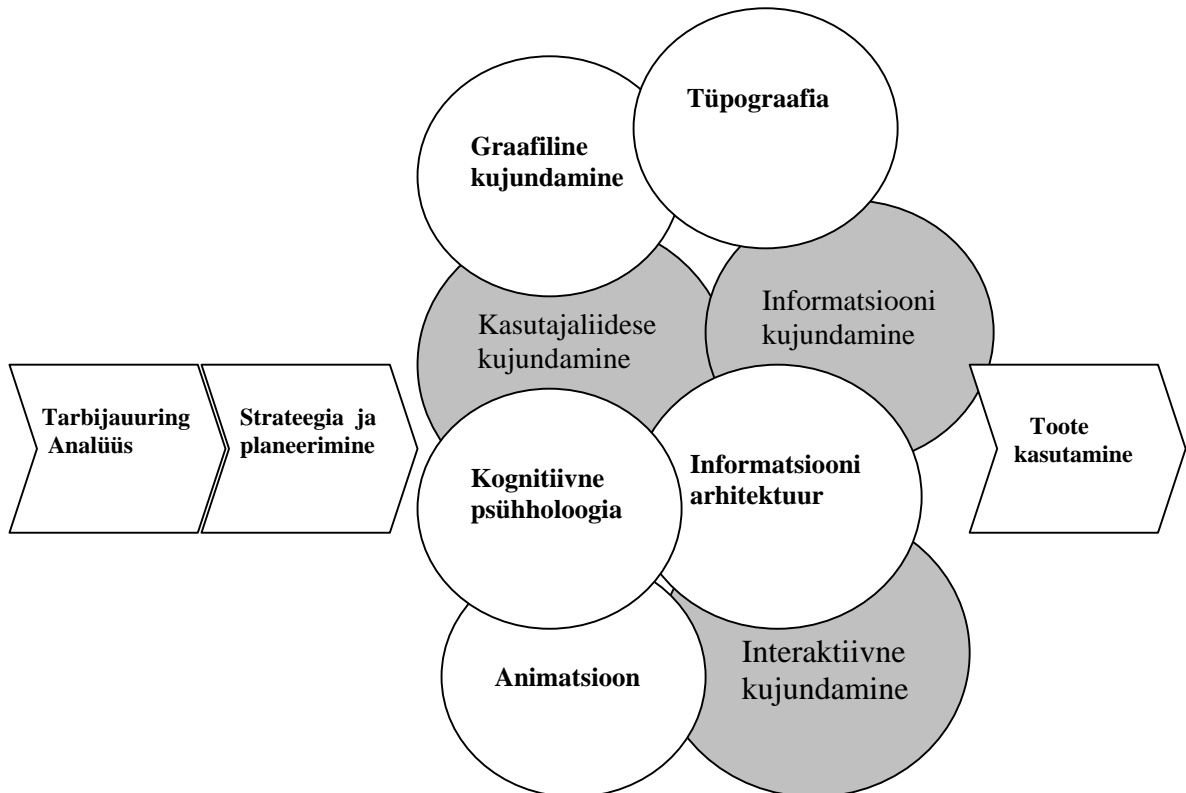 Tüpograafia
Graafiline
kujundamine
Informatsiooni
kujundamine
Kasutajaliidese
kujundamine
Tarbijauuring
Analüüs
Strateegia ja
planeerimine
Kognitiivne
psühholoogia
Informatsiooni
arhitektuur
Toote
kasutamine
Animatsioon
Interaktiivne
kujundamine